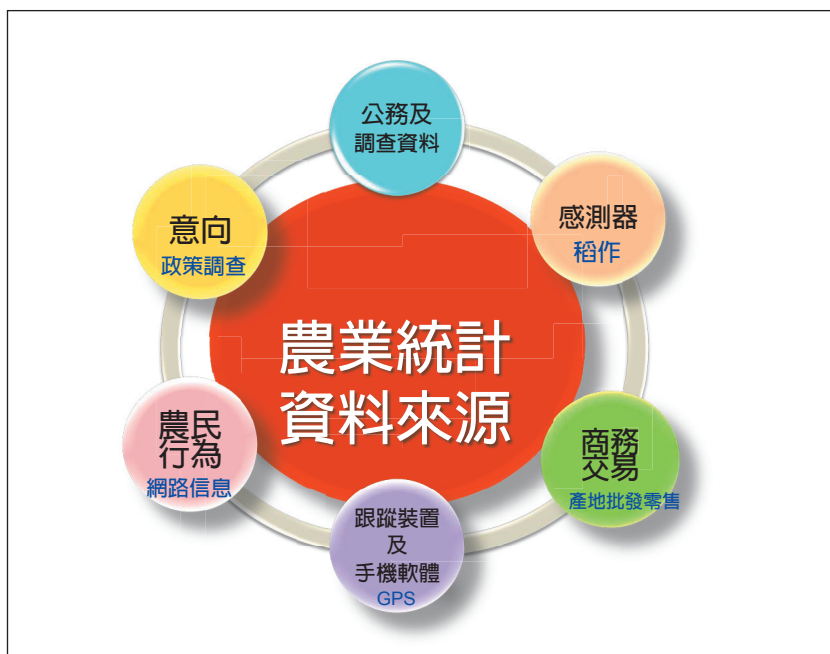 公務及
調查資料
感測器
稻作
商務
交易
產地批發零售
跟蹤裝置
及
手機軟體
GPS
農民
行為
網路信息
意向
政策調查
農業統計
資料來源